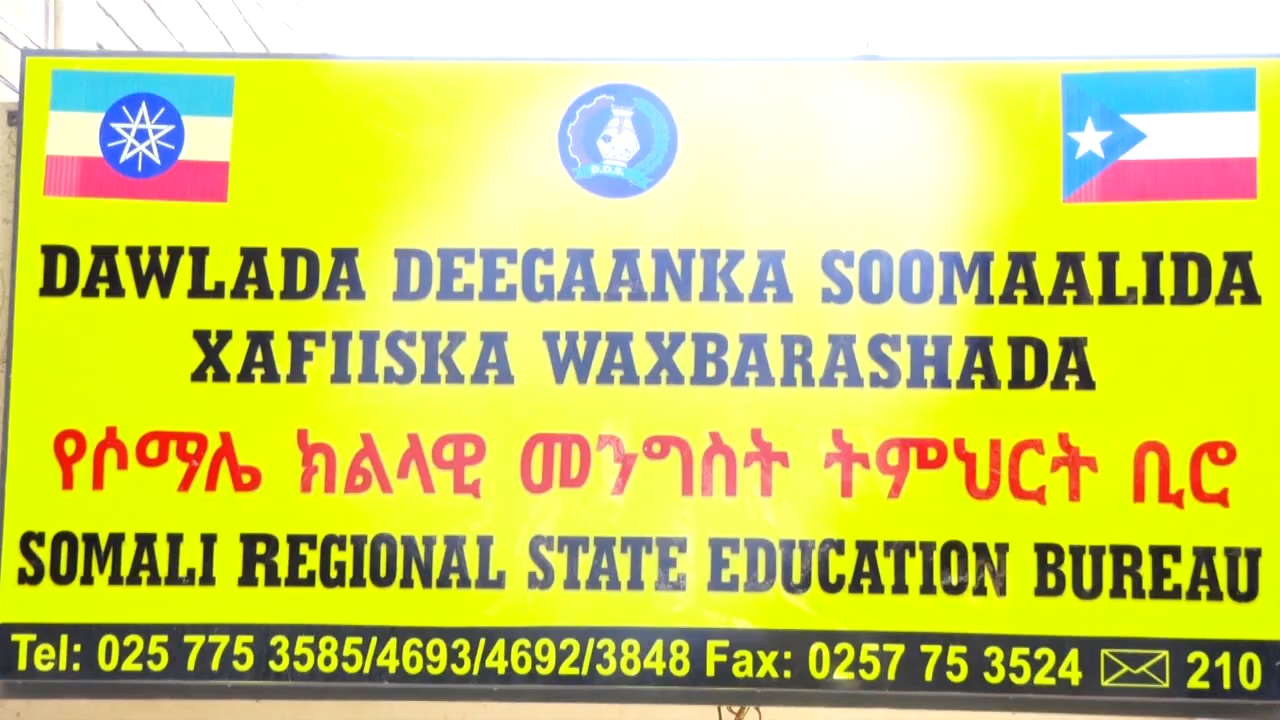 D.D.S.
DAWLADA DEEGAANKA SOOMAALIDA
XAFIISKA WAXBARASHADA
የሶማሌ ክልላዊ መንግስት ትምህርት ቢሮ
SOMALI REGIONAL STATE EDUCATION BUREAU
Tel: 025 775 3585/4693/4692/3848 Fax: 0257 75 3524 210